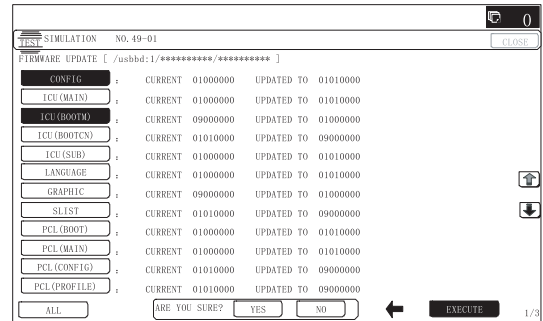 0
TEST SIMULATION NO. 49-01 CLOSE
FIRMWARE UPDATE [ /usbbd:1/**********/********** ]
CONFIG : CURRENT 01000000 UPDATED TO 01010000
ICU(MAIN) : CURRENT 01000000 UPDATED TO 01010000
ICU(BOOTM) : CURRENT 09000000 UPDATED TO 01000000
ICU(BOOTCN) : CURRENT 01010000 UPDATED TO 09000000
ICU(SUB) : CURRENT 01000000 UPDATED TO 01010000
LANGUAGE : CURRENT 01000000 UPDATED TO 01010000
GRAPHIC : CURRENT 09000000 UPDATED TO 01000000
SLIST : CURRENT 01010000 UPDATED TO 09000000
PCL(BOOT) : CURRENT 01000000 UPDATED TO 01010000
PCL(MAIN) : CURRENT 01000000 UPDATED TO 01010000
PCL(CONFIG) : CURRENT 01010000 UPDATED TO 09000000
PCL(PROFILE) : CURRENT 01010000 UPDATED TO 09000000
ALL ARE YOU SURE? YES NO EXECUTE 1/3